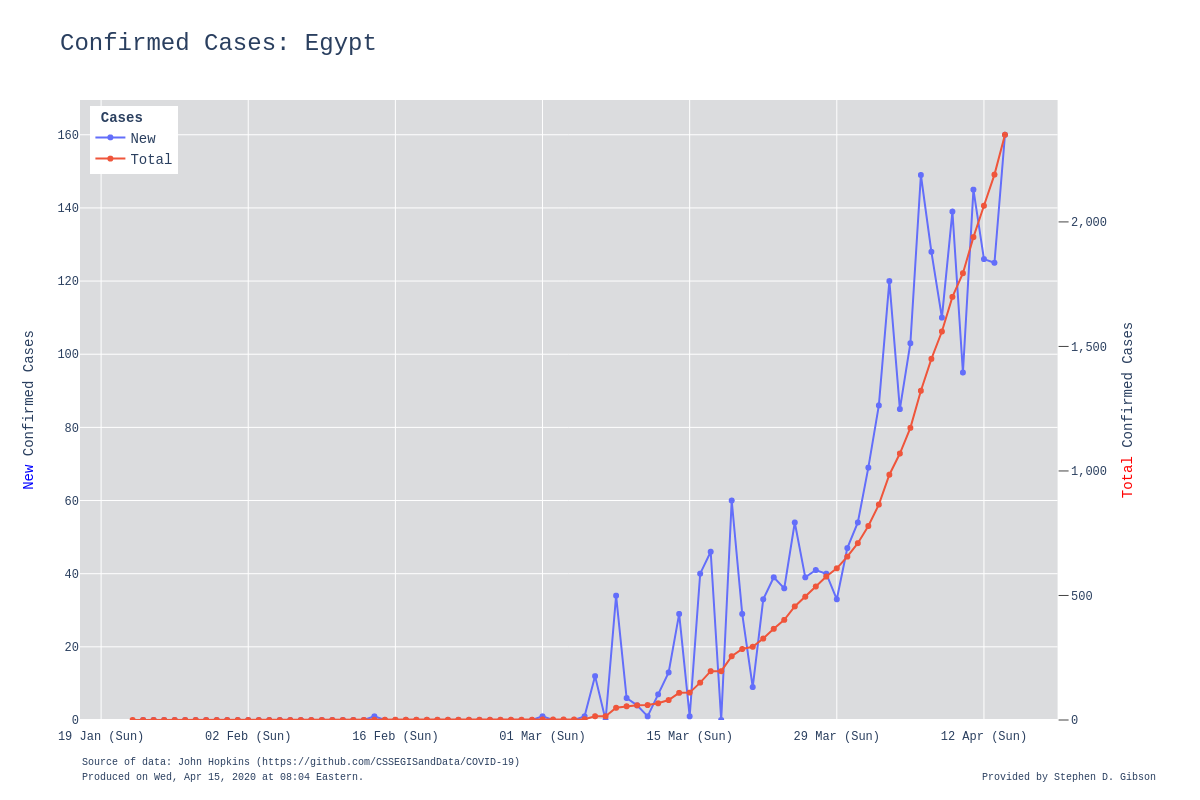 Confirmed Cases: Egypt
Cases
New
Total
160
140
120
100
80
60
40
20
0
New Confirmed Cases
2,000
1,500
1,000
500
0
Total Confirmed Cases
19 Jan (Sun)
02 Feb (Sun)
16 Feb (Sun)
01 Mar (Sun)
15 Mar (Sun)
29 Mar (Sun)
12 Apr (Sun)
Source of data: John Hopkins (https://github.com/CSSEGISandData/COVID-19)
Produced on Wed, Apr 15, 2020 at 08:04 Eastern.
Provided by Stephen D. Gibson